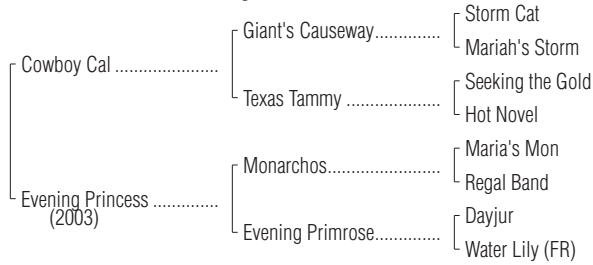 Storm Cat
Giant's Causeway..............
Mariah's Storm
Cowboy Cal .....................
Seeking the Gold
Texas Tammy ...................
Hot Novel
Maria's Mon
Monarchos.......................
Regal Band
Evening Princess ..............
(2003)
Dayjur
Evening Primrose..............
Water Lily (FR)